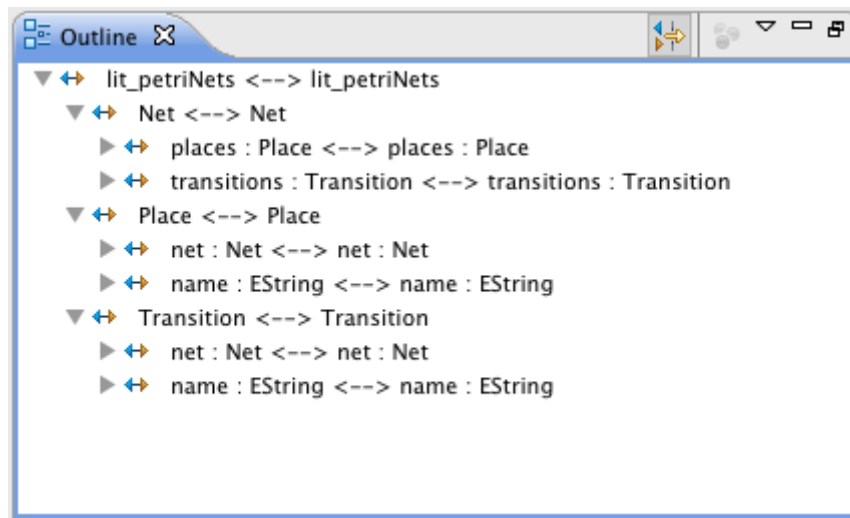 Outline
lit_petriNets <--> lit_petriNets
Net <--> Net
places : Place <--> places : Place
transitions : Transition <--> transitions : Transition
Place <--> Place
net : Net <--> net : Net
name : EString <--> name : EString
Transition <--> Transition
net : Net <--> net : Net
name : EString <--> name : EString